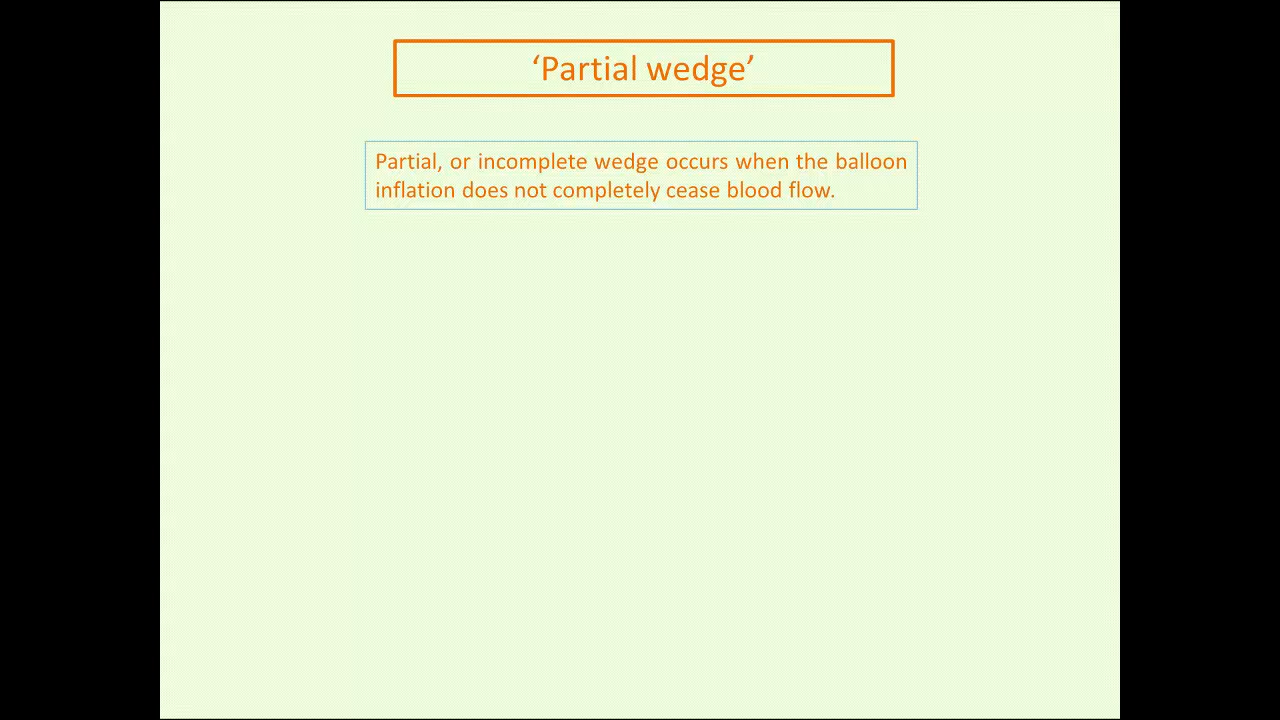 ‘Partial wedge’
Partial, or incomplete wedge occurs when the balloon
inflation does not completely cease blood flow.